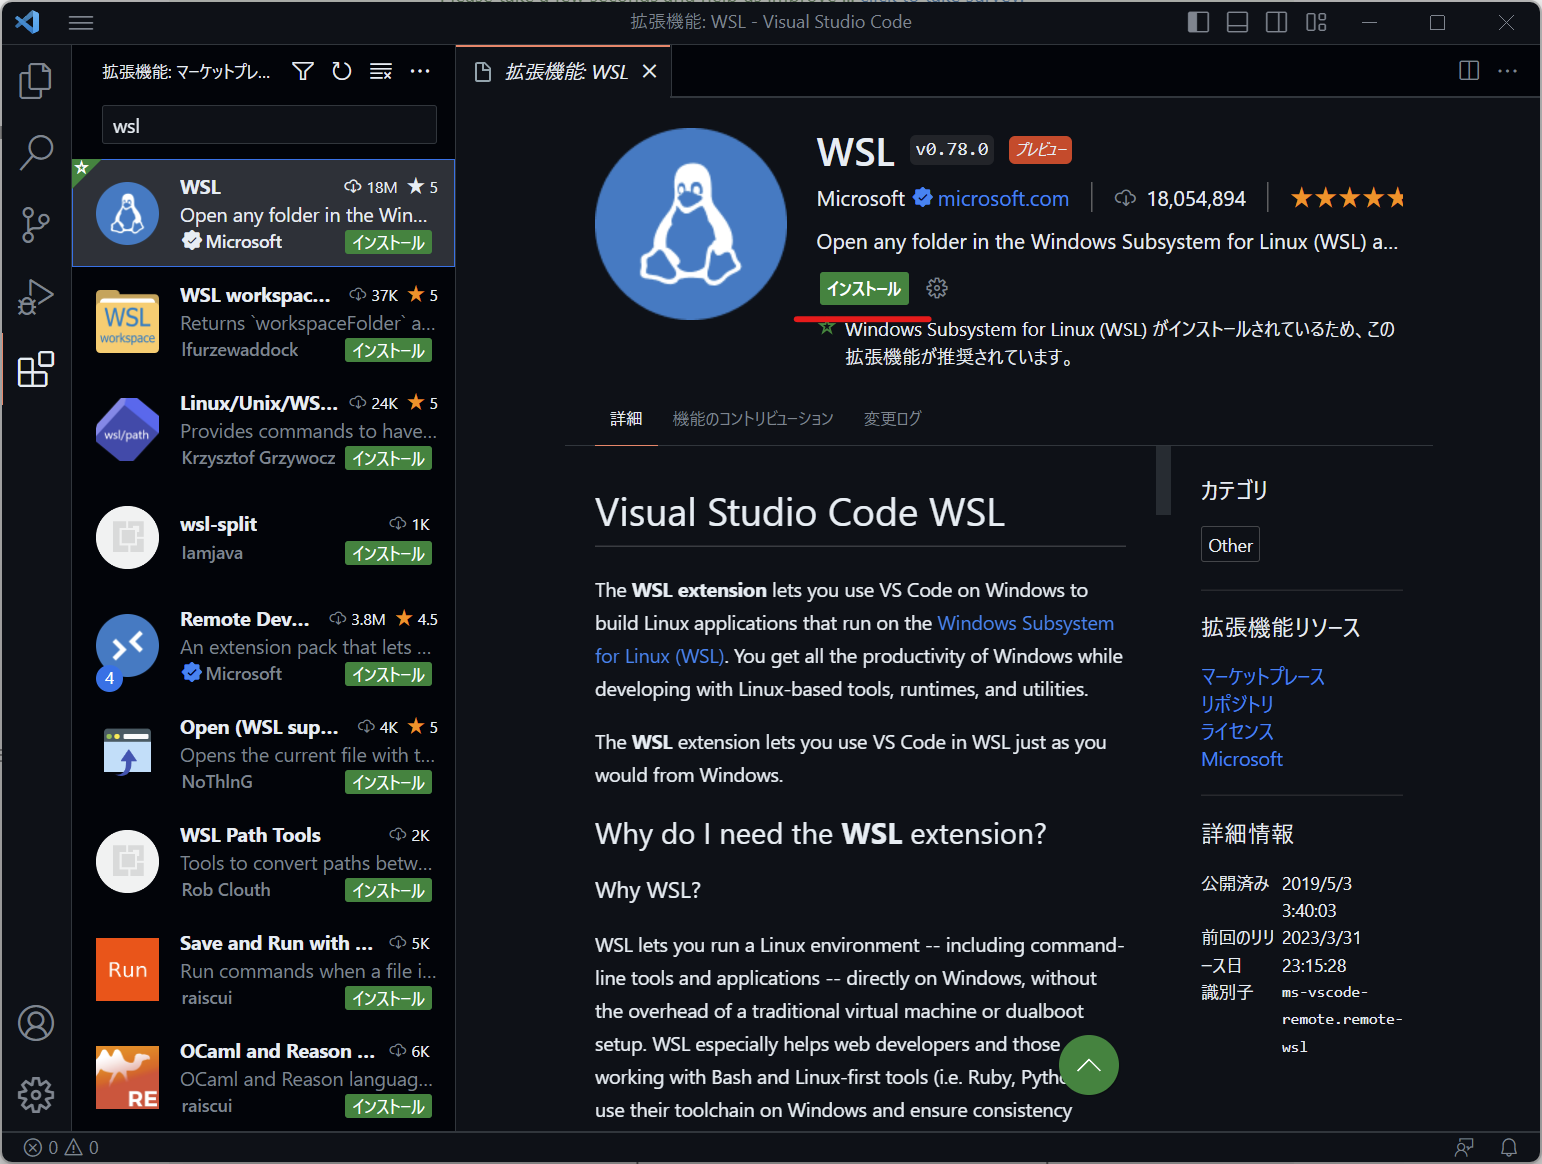 拡張機能: WSL - Visual Studio Code
拡張機能: マーケットプレ...
wsl
WSL
18M
5
Open any folder in the Win...
Microsoft
インストール
WSL
workspace
WSL workspac...
37K
5
Returns `workspaceFolder` a...
lfurzewaddock
インストール
wsl/path
Linux/Unix/WS...
24K
5
Provides commands to have...
Krzysztof Grzywocz
インストール
wsl-split
1K
lamjava
インストール
4
Remote Dev...
3.8M
4.5
An extension pack that lets ...
Microsoft
インストール
Open (WSL sup...
4K
5
Opens the current file with t...
NoThlnG
インストール
WSL Path Tools
2K
Tools to convert paths betw...
Rob Clouth
インストール
Run
Save and Run with ...
5K
Run commands when a file i...
raiscui
インストール
RE
OCaml and Reason ...
6K
OCaml and Reason languag...
raiscui
インストール
拡張機能: WSL
WSL
v0.78.0
プレビュー
Microsoft
microsoft.com
18,054,894
Open any folder in the Windows Subsystem for Linux (WSL) a...
インストール
Windows Subsystem for Linux (WSL) がインストールされているため、この
拡張機能が推奨されています。
詳細
機能のコントリビューション
変更ログ
Visual Studio Code WSL
The WSL extension lets you use VS Code on Windows to
build Linux applications that run on the Windows Subsystem
for Linux (WSL). You get all the productivity of Windows while
developing with Linux-based tools, runtimes, and utilities.
The WSL extension lets you use VS Code in WSL just as you
would from Windows.
Why do I need the WSL extension?
Why WSL?
WSL lets you run a Linux environment -- including command-
line tools and applications -- directly on Windows, without
the overhead of a traditional virtual machine or dualboot
setup. WSL especially helps web developers and those
working with Bash and Linux-first tools (i.e. Ruby,
use their toolchain on Windows and ensure consistency
カテゴリ
Other
拡張機能リソース
マーケットプレース
リポジトリ
ライセンス
Microsoft
詳細情報
公開済み
2019/5/3
3:40:03
前回のリリ
ース日
2023/3/31
23:15:28
識別子
ms-vscode-
remote.remote-
wsl
0
0